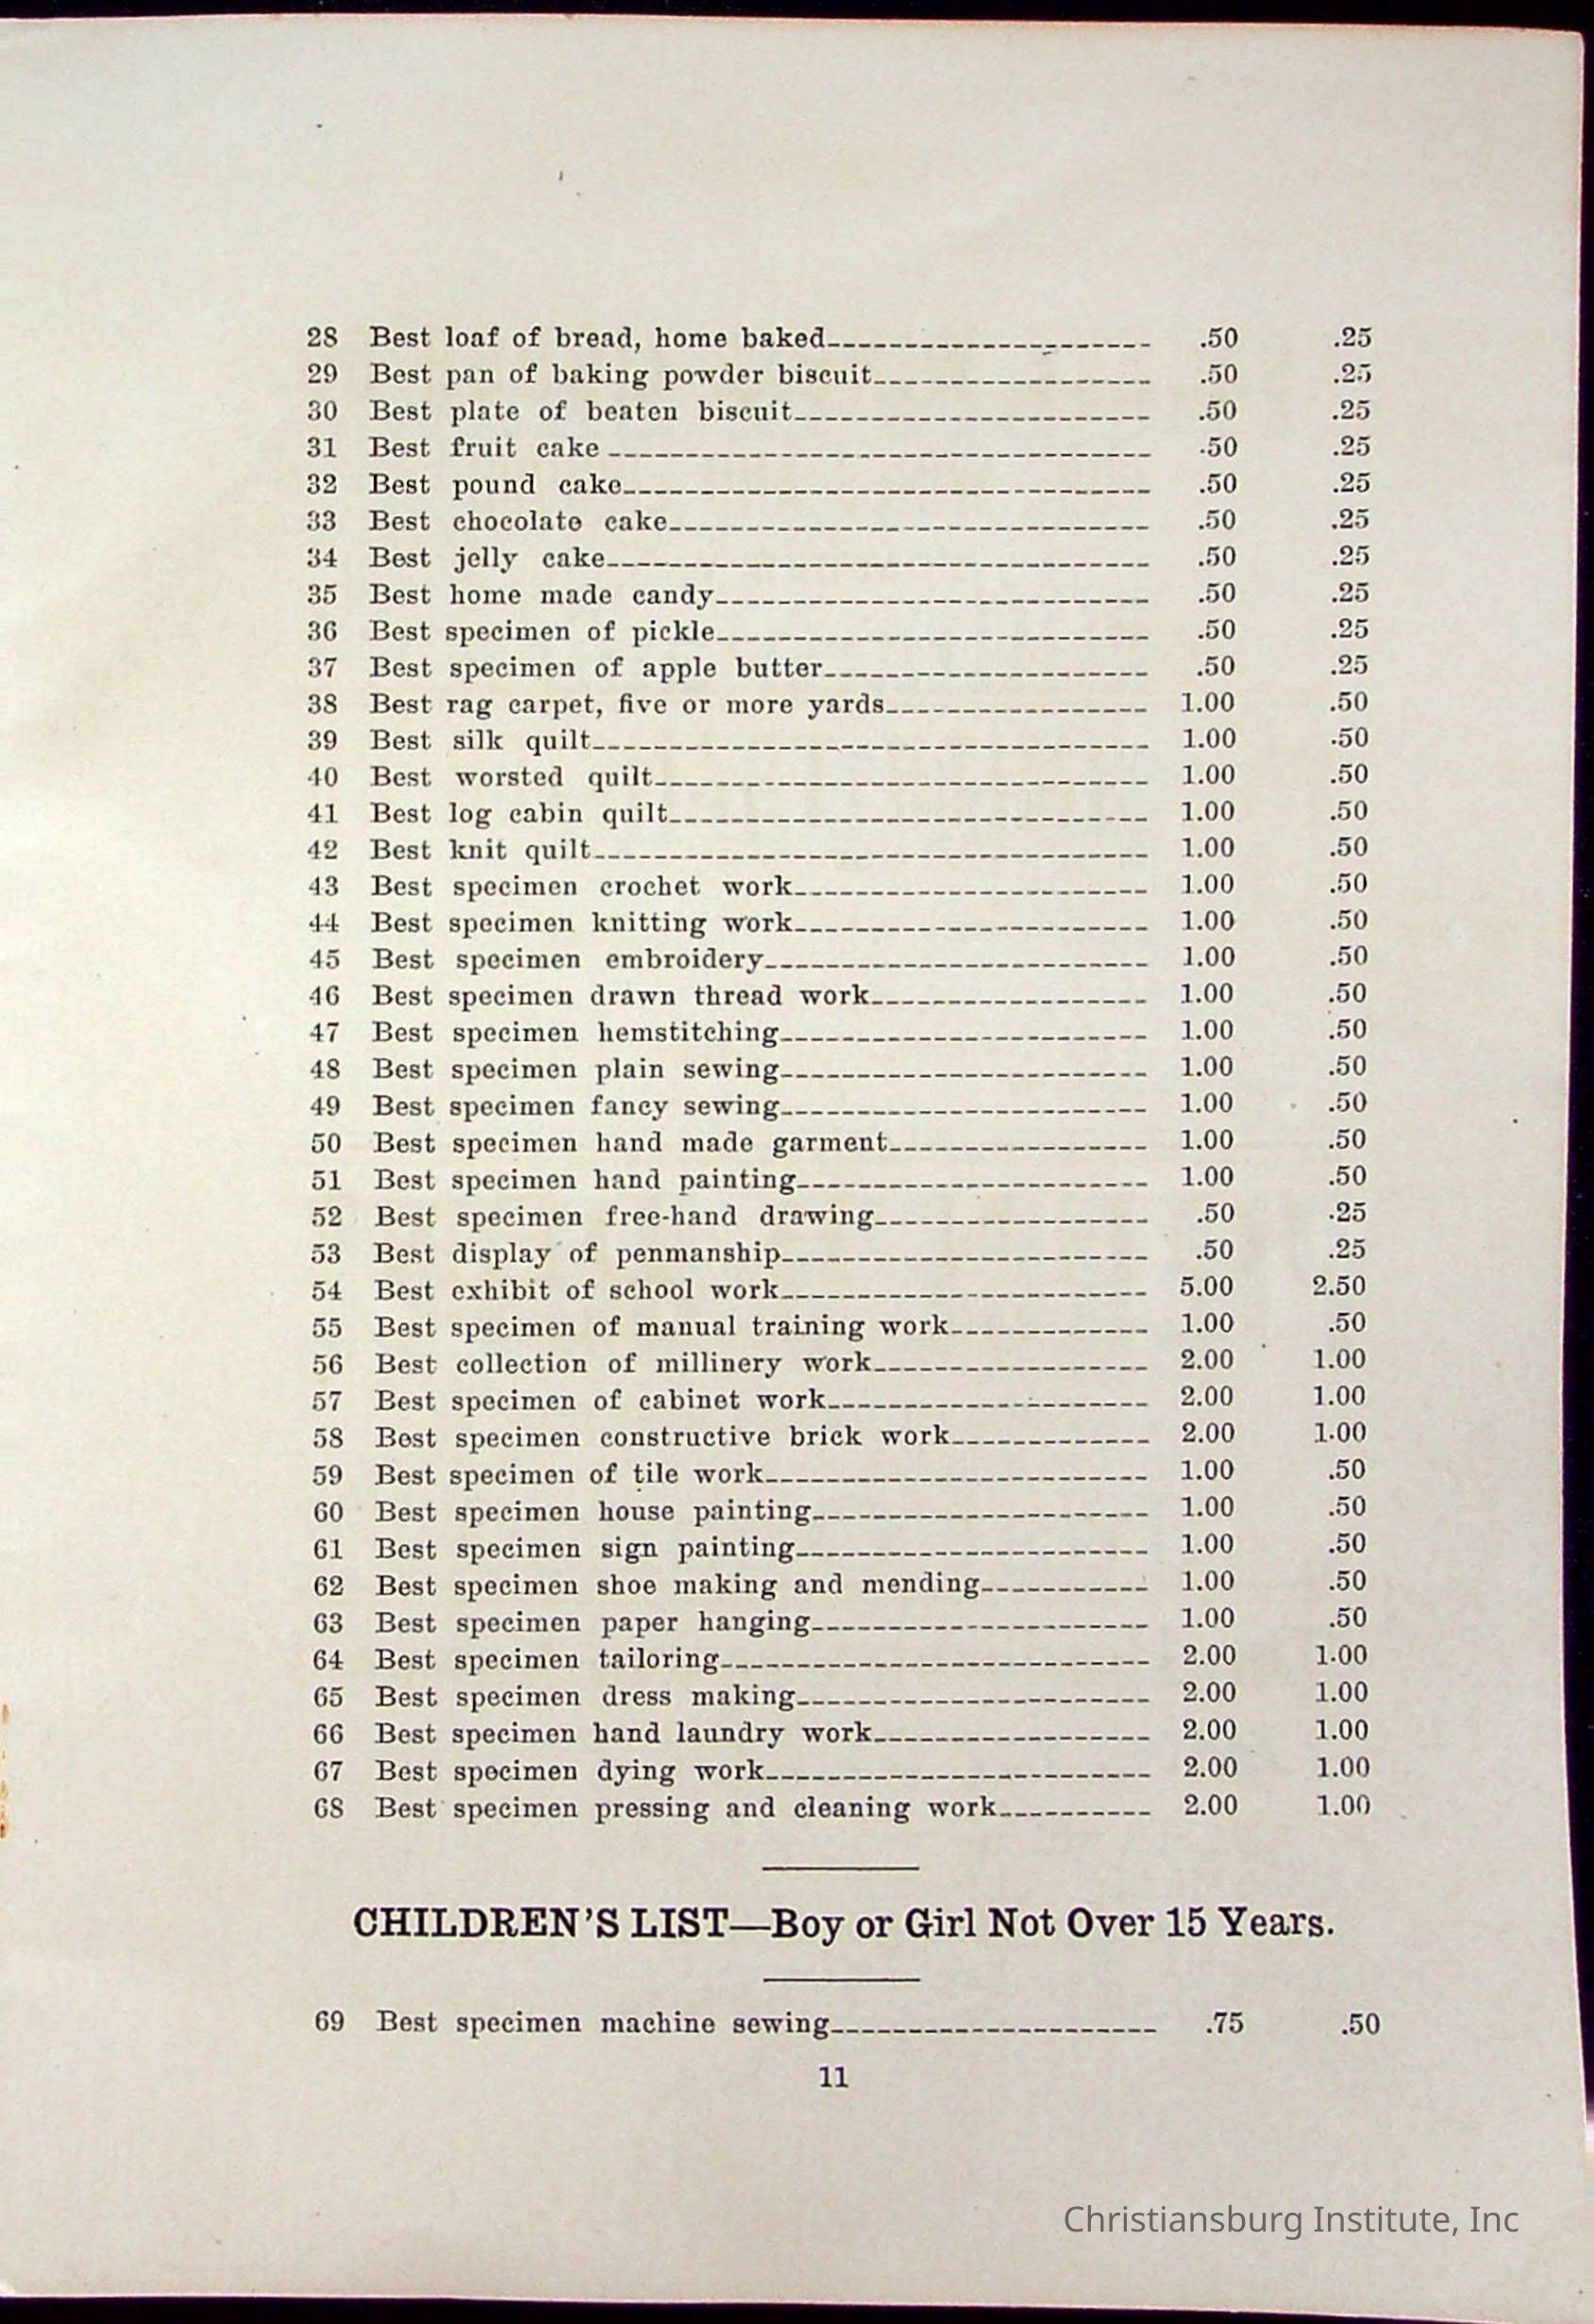 28 Best loaf of bread, home baked .50 .25
29 Best pan of baking powder biscuit .50 .25
30 Best plate of beaten biscuit .50 .25
31 Best fruit cake .50 .25
32 Best pound cake .50 .25
33 Best chocolate cake .50 .25
34 Best jelly cake .50 .25
35 Best home made candy .50 .25
36 Best specimen of pickle .50 .25
37 Best specimen of apple butter .50 .25
38 Best rag carpet, five or more yards 1.00 .50
39 Best silk quilt 1.00 .50
40 Best worsted quilt 1.00 .50
41 Best log cabin quilt 1.00 .50
42 Best knit quilt 1.00 .50
43 Best specimen crochet work 1.00 .50
44 Best specimen knitting work 1.00 .50
45 Best specimen embroidery 1.00 .50
46 Best specimen drawn thread work 1.00 .50
47 Best specimen hemstitching 1.00 .50
48 Best specimen plain sewing 1.00 .50
49 Best specimen fancy sewing 1.00 .50
50 Best specimen hand made garment 1.00 .50
51 Best specimen hand painting 1.00 .50
52 Best specimen free-hand drawing .50 .25
53 Best display of penmanship .50 .25
54 Best exhibit of school work 5.00 2.50
55 Best specimen of manual training work 1.00 .50
56 Best collection of millinery work 2.00 1.00
57 Best specimen of cabinet work 2.00 1.00
58 Best specimen constructive brick work 2.00 1.00
59 Best specimen of tile work 1.00 .50
60 Best specimen house painting 1.00 .50
61 Best specimen sign painting 1.00 .50
62 Best specimen shoe making and mending 1.00 .50
63 Best specimen paper hanging 1.00 .50
64 Best specimen tailoring 2.00 1.00
65 Best specimen dress making 2.00 1.00
66 Best specimen hand laundry work 2.00 1.00
67 Best specimen dying work 2.00 1.00
68 Best specimen pressing and cleaning work 2.00 1.00
CHILDREN'S LIST—Boy or Girl Not Over 15 Years.
69 Best specimen machine sewing .75 .50
11
Christiansburg Institute, Inc